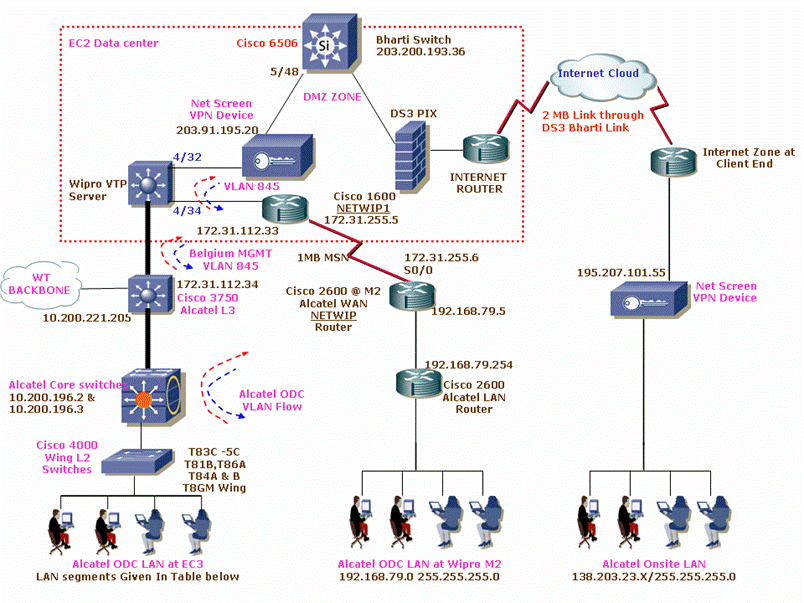 EC2 Data center
Cisco 6506
Si
Bharti Switch
203.200.193.36
5/48
DMZ ZONE
Net Screen
VPN Device
203.91.195.20
DS3 PIX
Internet Cloud
2 MB Link through
DS3 Bharti Link
INTERNET
ROUTER
Internet Zone at
Client End
4/32
Wipro VTP
Server
VLAN 845
4/34
Cisco 1600
NETWIP1
172.31.255.5
172.31.112.33
Belgium MGMT
VLAN 845
1MB MSN
172.31.255.6
S0/0
WT
BACKBONE
172.31.112.34
Cisco 3750
Alcatel L3
10.200.221.205
Cisco 2600 @ M2
Alcatel WAN
NETWIP
Router
192.168.79.5
195.207.101.55
Net Screen
VPN Device
192.168.79.254
Cisco 2600
Alcatel LAN
Router
Alcatel Core switches
10.200.196.2 &
10.200.196.3
Alcatel ODC
VLAN Flow
Cisco 4000
Wing L2
Switches
T83C -5C
T81B,T86A
T84A & B
T8GM Wing
Alcatel ODC LAN at EC3
LAN segments Given In Table below
Alcatel ODC LAN at Wipro M2
192.168.79.0 255.255.255.0
Alcatel Onsite LAN
138.203.23.X/255.255.255.0